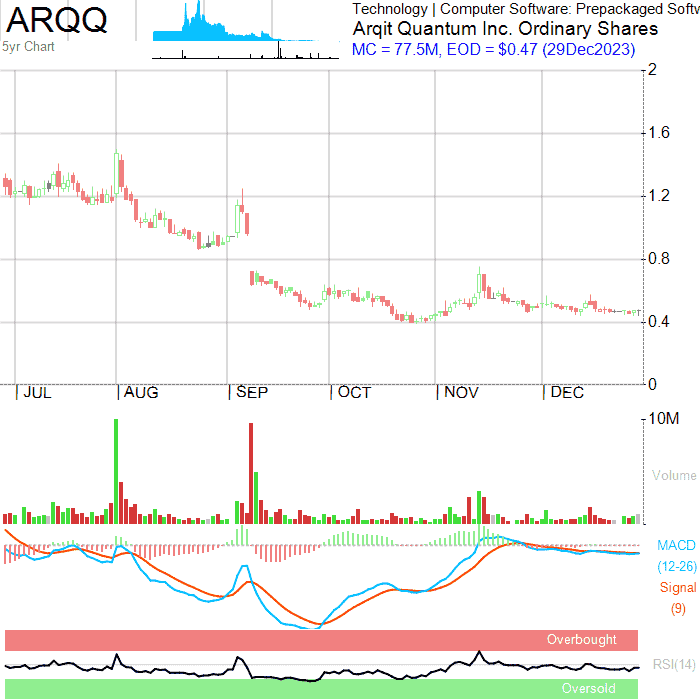 ARQQ
5yr Chart
Technology | Computer Software: Prepackaged Softw
Arqit Quantum Inc. Ordinary Shares
MC = 77.5M, EOD = $0.47 (29Dec2023)
2
1.6
1.2
0.8
0.4
0
JUL AUG SEP OCT NOV DEC
10M
Volume
MACD
(12-26)
Signal
(9)
Overbought
RSI(14)
Oversold